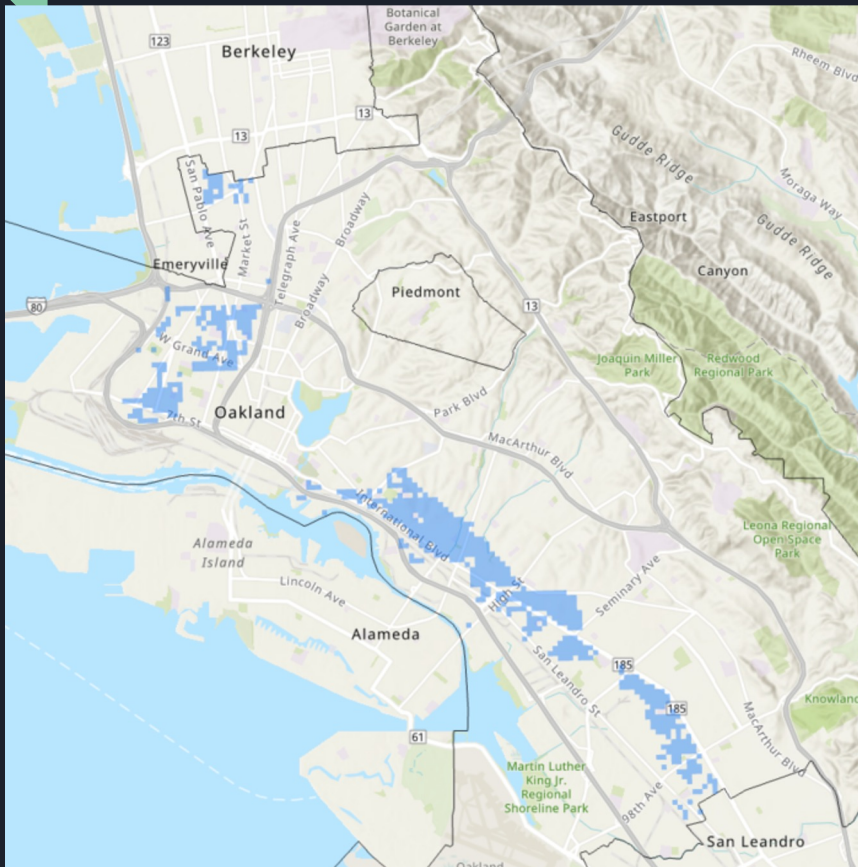 Botanical
Garden at
Berkeley
123
Berkeley
Rheem Blvd
13
13
Gudde Ridge
San Pablo Ave
Moraga Way
Market St
Telegraph Ave
Broadway
Eastport
Gudde Ridge
Emeryville
Canyon
Piedmont
Broadway
80
13
W Grand Ave
Joaquin Miller
Park
Redwood
Regional Park
Oakland
7th St
Park Blvd
MacArthur Blvd
International Blvd
Leona Regional
Open Space
Park
Alameda
Island
Lincoln Ave
High St
Seminary Ave
Alameda
185
San Leandro St
185
Knowland
MacArthur Blvd
61
Martin Luther
King Jr.
Regional
Shoreline Park
98th Ave
San Leandro
Oakland